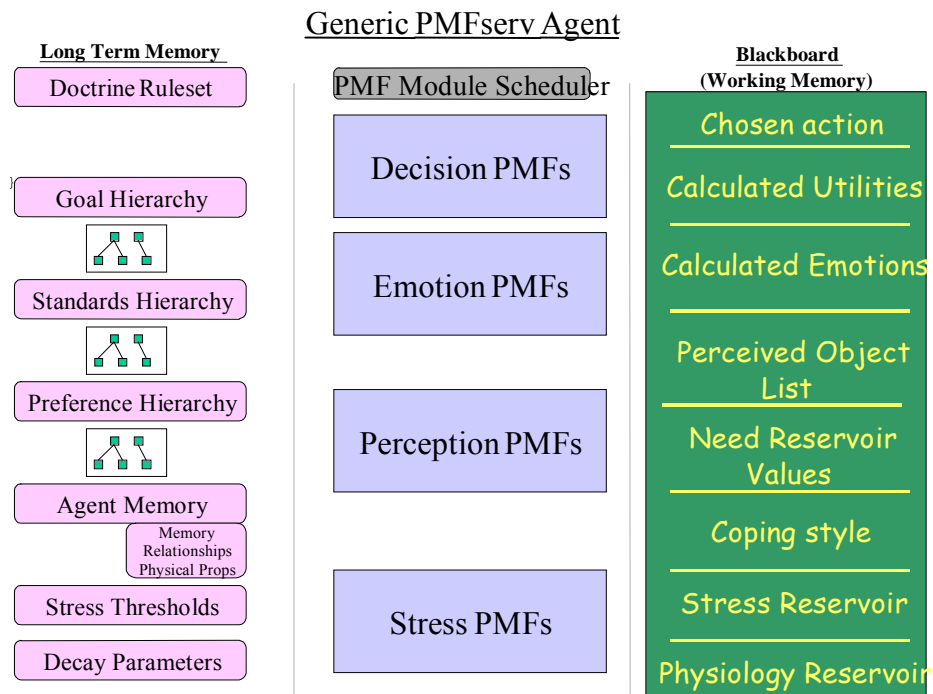 Generic PMFserv Agent
Long Term Memory
Doctrine Ruleset
}
Goal Hierarchy
Standards Hierarchy
Preference Hierarchy
Agent Memory
Memory
Relationships
Physical Props
Stress Thresholds
Decay Parameters
PMF Module Scheduler
Decision PMFs
Emotion PMFs
Perception PMFs
Stress PMFs
Blackboard
(Working Memory)
Chosen action
Calculated Utilities
Calculated Emotions
Perceived Object
List
Need Reservoir
Values
Coping style
Stress Reservoir
Physiology Reservoir